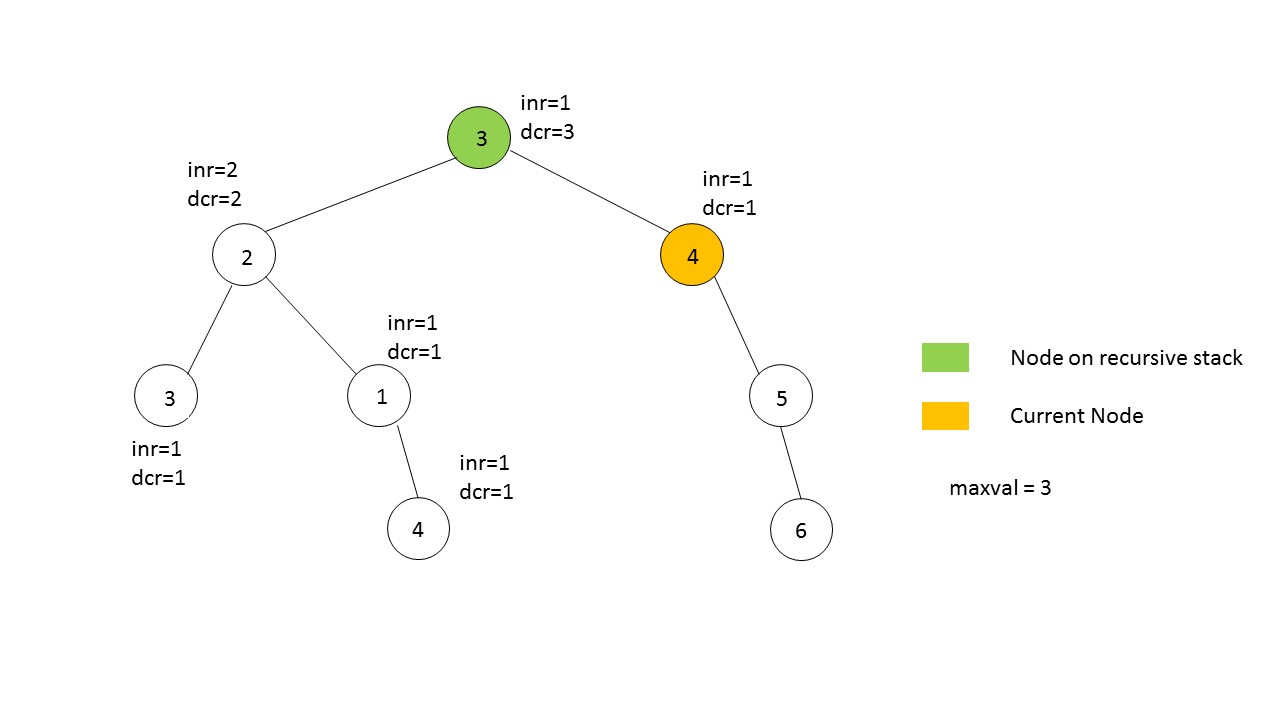 inr=1
dcr=3
3
inr=2
dcr=2
inr=1
dcr=1
2
4
inr=1
dcr=1
Node on recursive stack
3
1
5
Current Node
inr=1
dcr=1
inr=1
dcr=1
maxval = 3
4
6